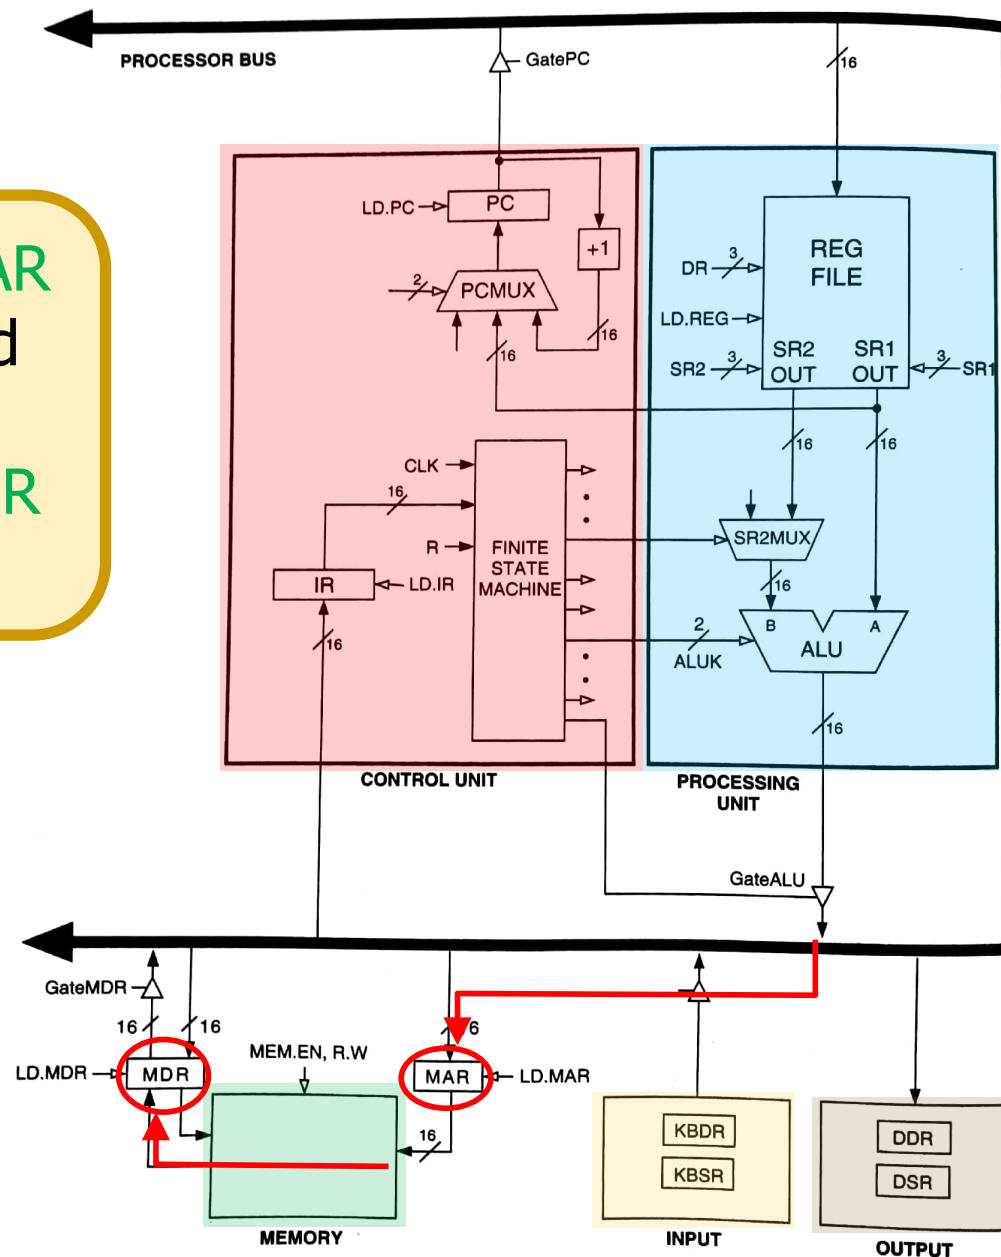 PROCESSOR BUS
GatePC
16
AR
d
R
LD.PC
PC
+1
2
PCMUX
16
16
REG
FILE
DR
3
LD.REG
SR2
3
SR2
OUT
SR1
OUT
3
SR1
16
16
CLK
16
R
FINITE
STATE
MACHINE
IR
LD.IR
16
SR2MUX
16
B
A
ALU
2
ALUK
16
CONTROL UNIT
PROCESSING
UNIT
GateALU
GateMDR
16
16
6
LD.MDR
MDR
MEM.EN, R.W
MAR
LD.MAR
16
KBDR
KBSR
DDR
DSR
MEMORY
INPUT
OUTPUT